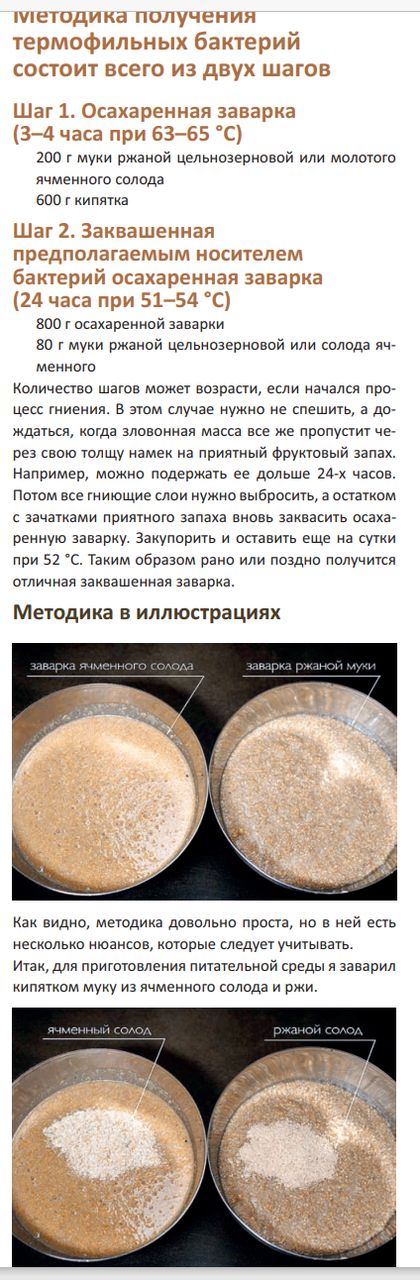 Методика получения
термофильных бактерий
состоит всего из двух шагов
Шаг 1. Осахаренная заварка
(3–4 часа при 63–65 °С)
200 г муки ржаной цельнозерновой или молотого
ячменного солода
600 г кипятка
Шаг 2. Заквашенная
предполагаемым носителем
бактерий осахаренная заварка
(24 часа при 51–54 °С)
800 г осахаренной заварки
80 г муки ржаной цельнозерновой или солода яч-
менного
Количество шагов может возрасти, если начался про-
цесс гниения. В этом случае нужно не спешить, а до-
ждаться, когда зловонная масса все же пропустит че-
рез свою толщу намек на приятный фруктовый запах.
Например, можно подержать ее дольше 24-х часов.
Потом все гниющие слои нужно выбросить, а остатком
с зачатками приятного запаха вновь заквасить осаха-
ренную заварку. Закупорить и оставить еще на сутки
при 52 °С. Таким образом рано или поздно получится
отличная заквашенная заварка.
Методика в иллюстрациях
заварка ячменного солода
заварка ржаной муки
Как видно, методика довольно проста, но в ней есть
несколько нюансов, которые следует учитывать.
Итак, для приготовления питательной среды я заварил
кипятком муку из ячменного солода и ржи.
ячменный солод
ржаной солод